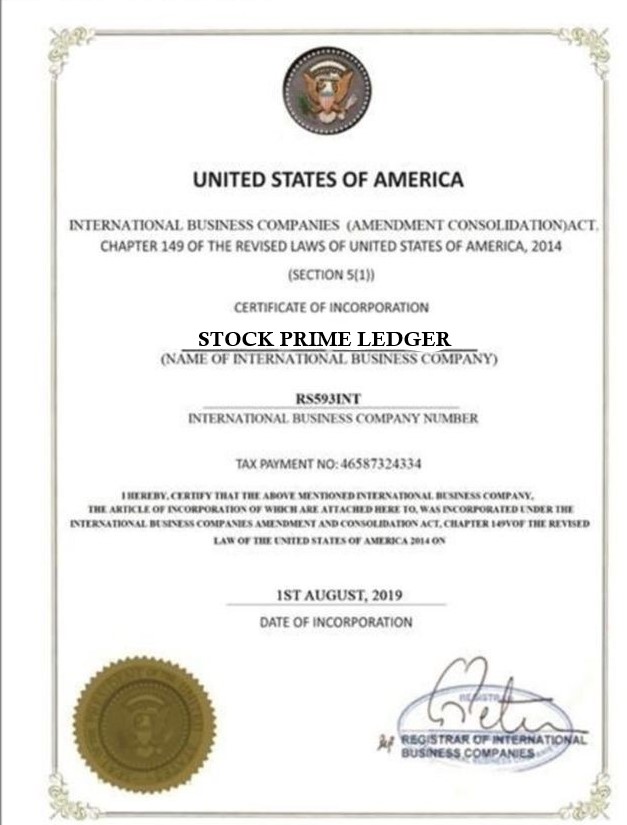 UNITED STATES OF AMERICA
INTERNATIONAL BUSINESS COMPANIES (AMENDMENT CONSOLIDATION)ACT,
CHAPTER 149 OF THE REVISED LAWS OF UNITED STATES OF AMERICA, 2014
(SECTION 5(1))
CERTIFICATE OF INCORPORATION
STOCK PRIME LEDGER
(NAME OF INTERNATIONAL BUSINESS COMPANY)
RS593INT
INTERNATIONAL BUSINESS COMPANY NUMBER
TAX PAYMENT NO: 46587324334
I HEREBY, CERTIFY THAT THE ABOVE MENTIONED INTERNATIONAL BUSINESS COMPANY,
THE ARTICLE OF INCORPORATION OF WHICH ARE ATTACHED HERE TO, WAS INCORPORATED UNDER THE
INTERNATIONAL BUSINESS COMPANIES AMENDMENT AND CONSOLIDATION ACT, CHAPTER 149VOF THE REVISED
LAW OF THE UNITED STATES OF AMERICA 2014 ON
1ST AUGUST, 2019
DATE OF INCORPORATION
REGISTRAR OF INTERNATIONAL
BUSINESS COMPANIES